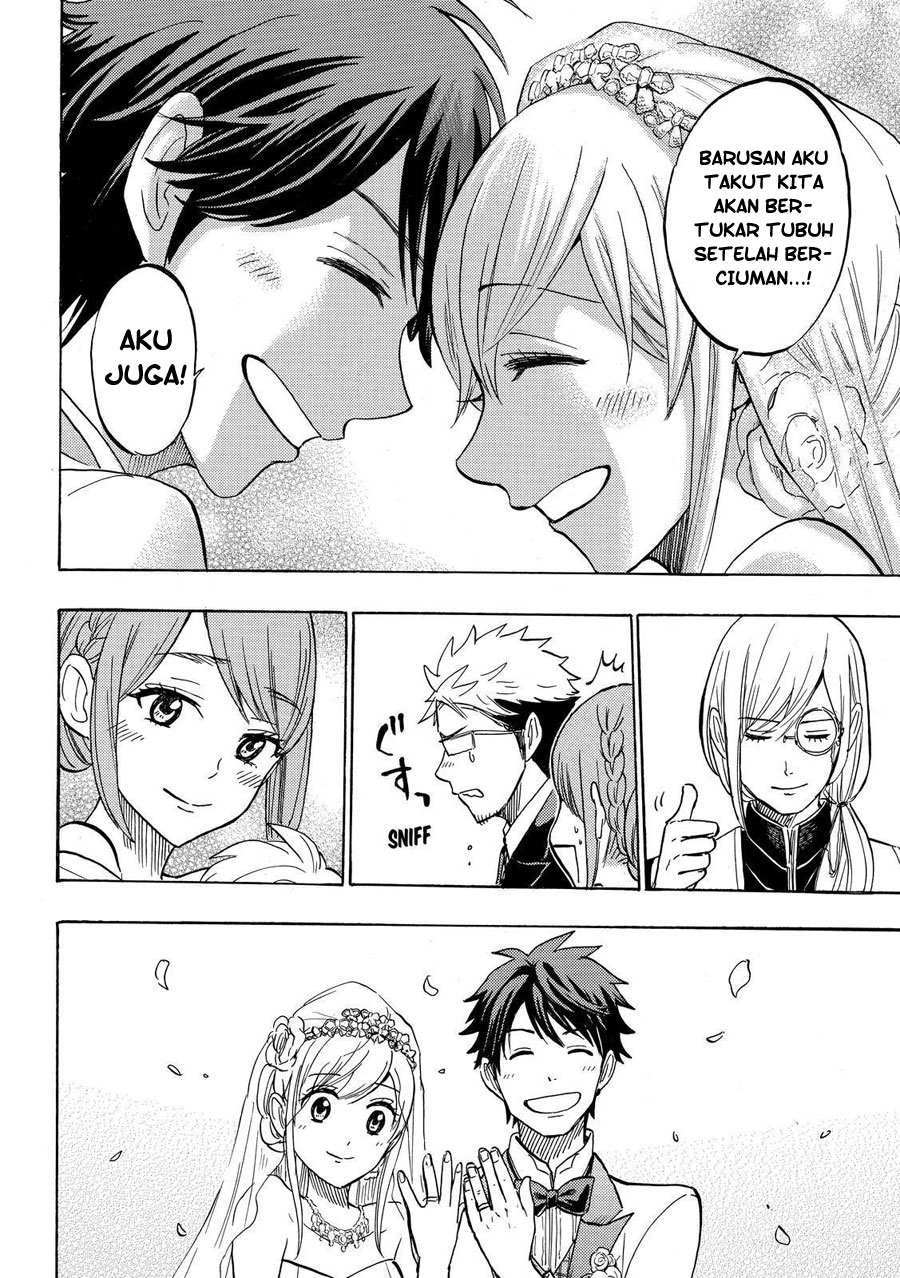 BARUSAN AKU
TAKUT KITA
AKAN BER-
TUKAR TUBUH
SETELAH BER-
CIUMAN...!
AKU
JUGA!
ぐすっ
SNIFF